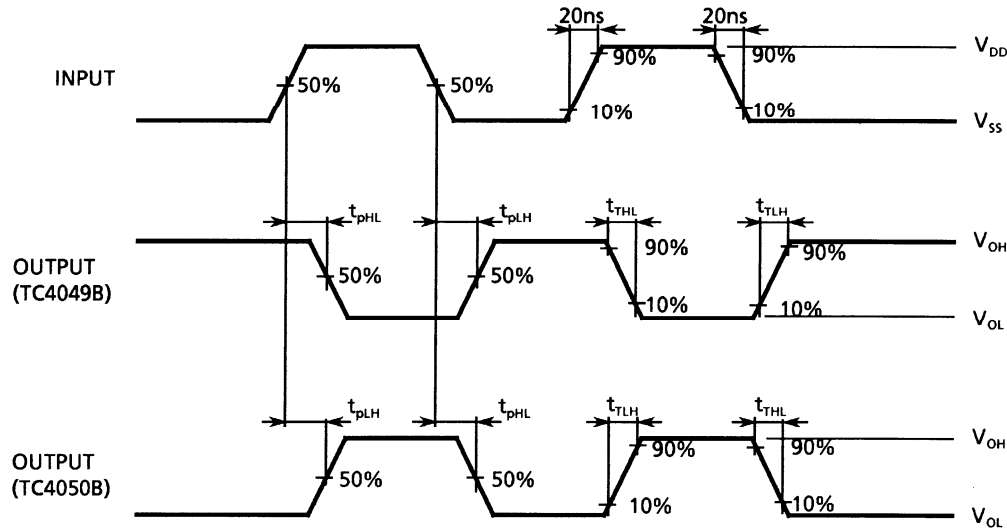 20ns 20ns
INPUT 50% 50% 90% 90% V_DD
10% 10% V_SS
t_pHL t_pLH t_THL t_TLH
OUTPUT
(TC4049B)
50% 50% 90% 90% V_OH
10% 10% V_OL
t_pLH t_pHL t_TLH t_THL
OUTPUT
(TC4050B)
50% 50% 90% 90% V_OH
10% 10% V_OL